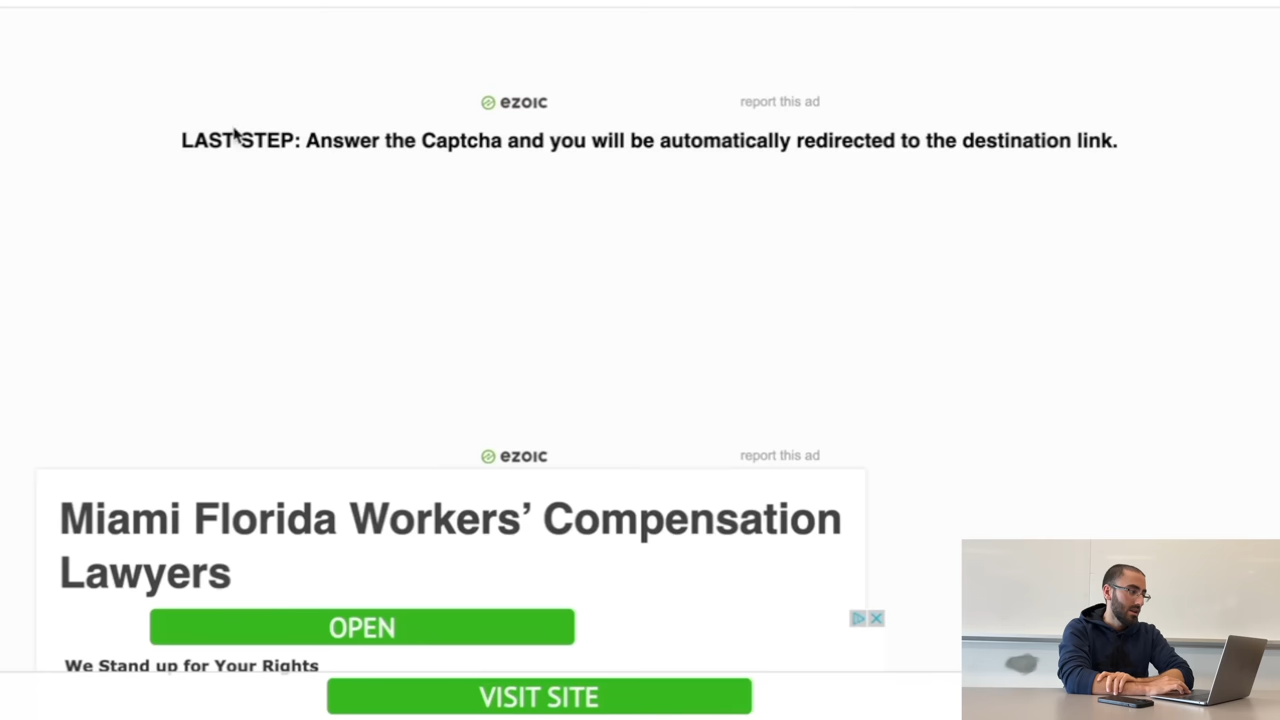 ezoic
report this ad
LAST STEP: Answer the Captcha and you will be automatically redirected to the destination link.
ezoic
report this ad
Miami Florida Workers’ Compensation
Lawyers
OPEN
We Stand up for Your Rights
VISIT SITE